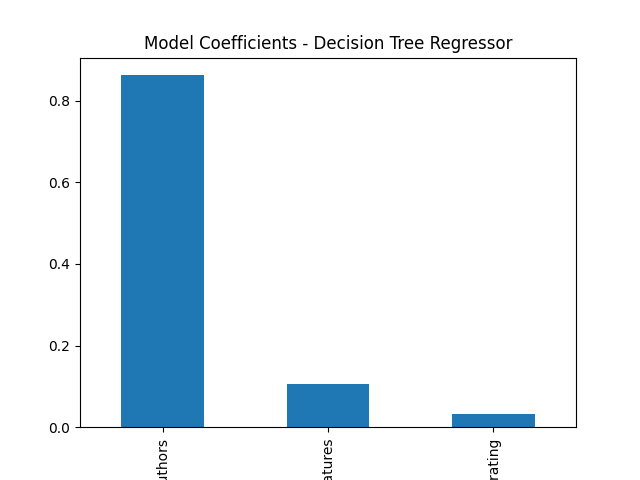 Model Coefficients - Decision Tree Regressor
0.8
0.6
0.4
0.2
0.0
uthors
atures
rating